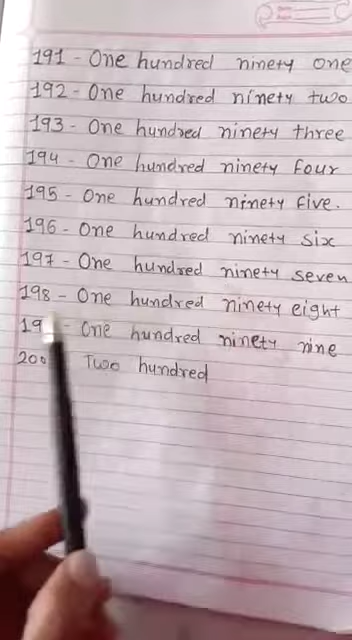 191 - One hundred ninety one
192 - One hundred ninety two
193 - One hundred ninety three
194 - One hundred ninety four
195 - One hundred ninety five.
196 - One hundred ninety six
197 - One hundred ninety seven
198 - One hundred ninety eight
19 - One hundred ninety nine
200 Two hundred